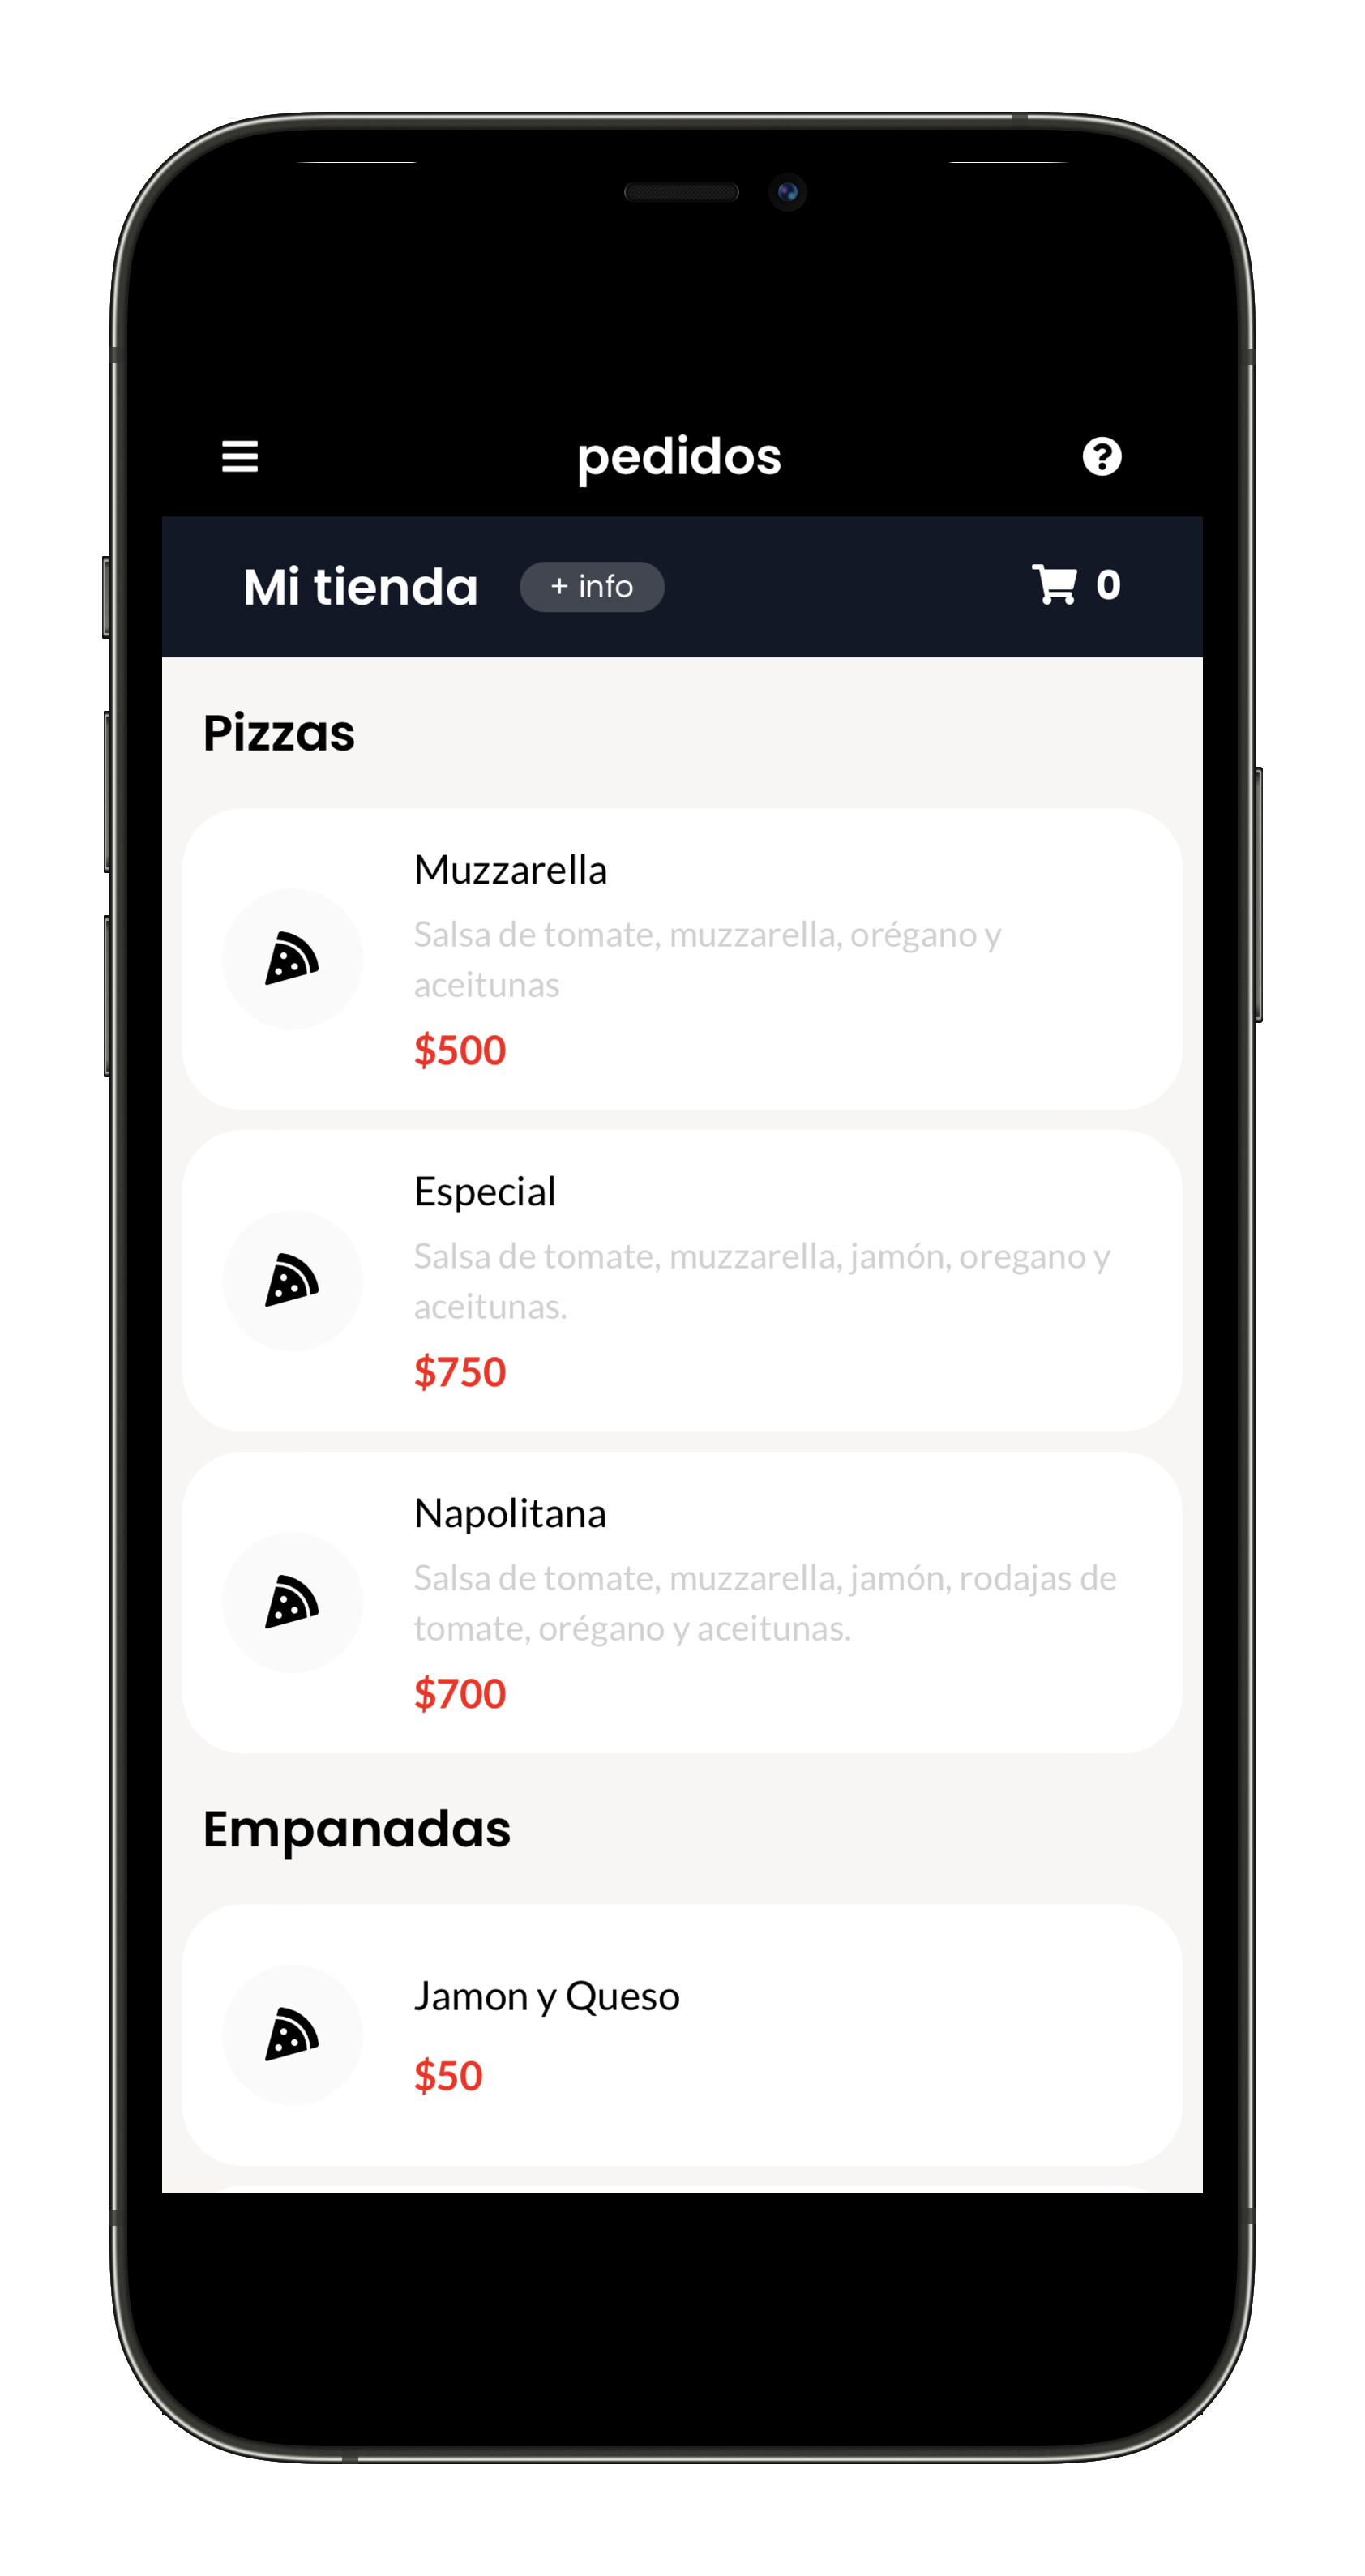 pedidos
Mi tienda
+ info
0
Pizzas
Muzzarella
Salsa de tomate, muzzarella, orégano y
aceitunas
$500
Especial
Salsa de tomate, muzzarella, jamón, oregano y
aceitunas.
$750
Napolitana
Salsa de tomate, muzzarella, jamón, rodajas de
tomate, orégano y aceitunas.
$700
Empanadas
Jamon y Queso
$50